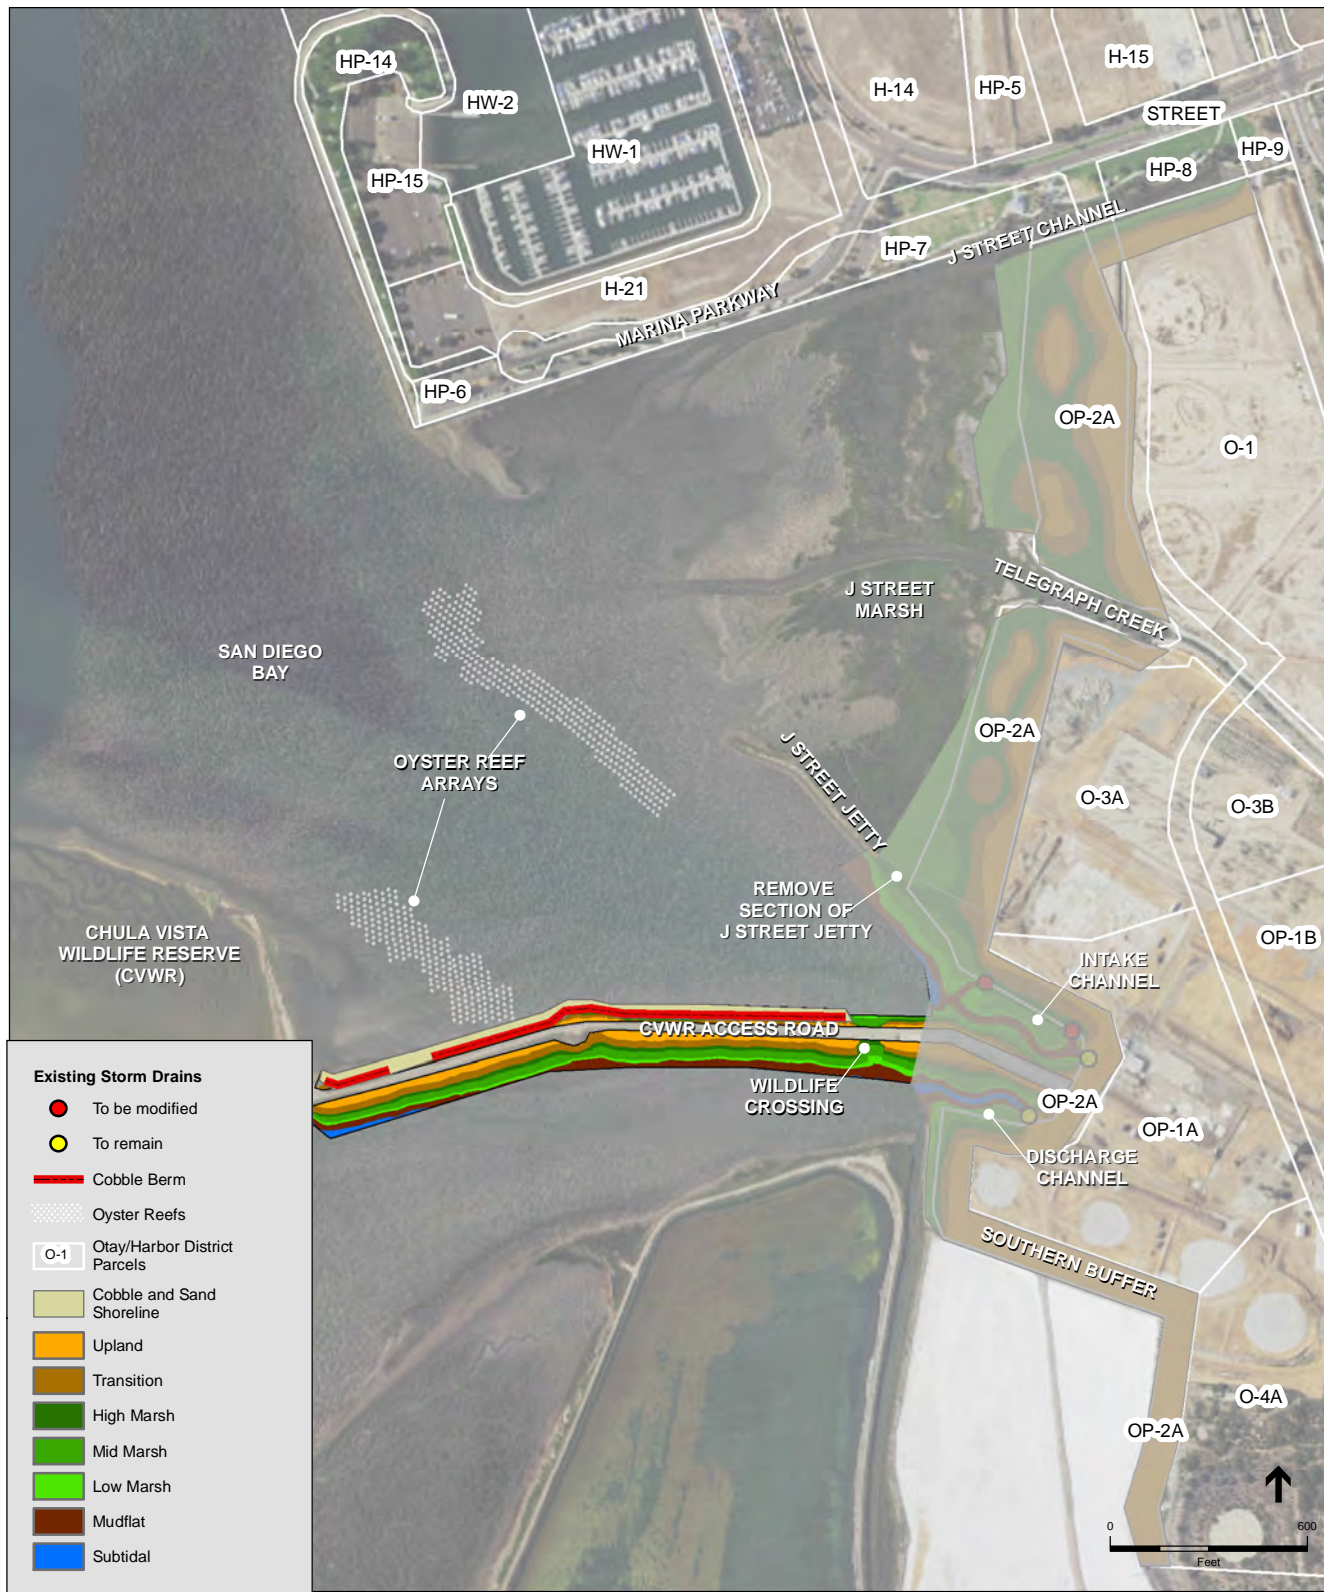 HP-14
HW-2
HP-15
HW-1
H-14
HP-5
H-15
STREET
HP-8
HP-9
HP-7
J STREET CHANNEL
H-21
MARINA PARKWAY
HP-6
OP-2A
O-1
TELEGRAPH CREEK
J STREET
MARSH
SAN DIEGO
BAY
OYSTER REEF
ARRAYS
J STREET JETTY
OP-2A
O-3A
O-3B
REMOVE
SECTION OF
J STREET JETTY
OP-1B
INTAKE
CHANNEL
CHULA VISTA
WILDLIFE RESERVE
(CVWR)
CVWR ACCESS ROAD
WILDLIFE
CROSSING
OP-2A
OP-1A
DISCHARGE
CHANNEL
SOUTHERN BUFFER
O-4A
OP-2A
0 600
Feet
Existing Storm Drains
To be modified
To remain
Cobble Berm
Oyster Reefs
O-1
Otay/Harbor District
Parcels
Cobble and Sand
Shoreline
Upland
Transition
High Marsh
Mid Marsh
Low Marsh
Mudflat
Subtidal